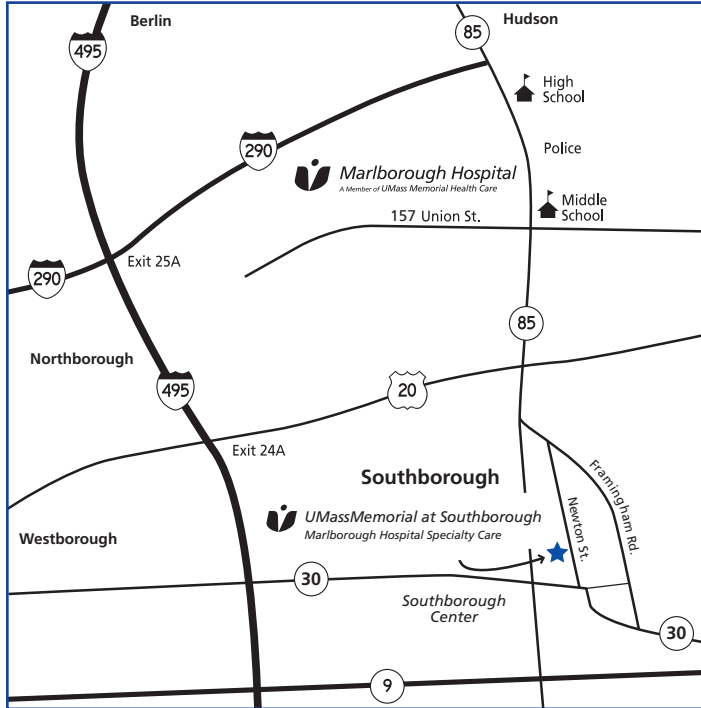 Berlin
Hudson
495
85
High
School
290
Police
Marlborough Hospital
A Member of UMass Memorial Health Care
Middle
School
157 Union St.
Exit 25A
290
85
Northborough
495
20
Exit 24A
Southborough
Framingham Rd.
Newton St.
UMassMemorial at Southborough
Marlborough Hospital Specialty Care
Westborough
30
Southborough
Center
30
9